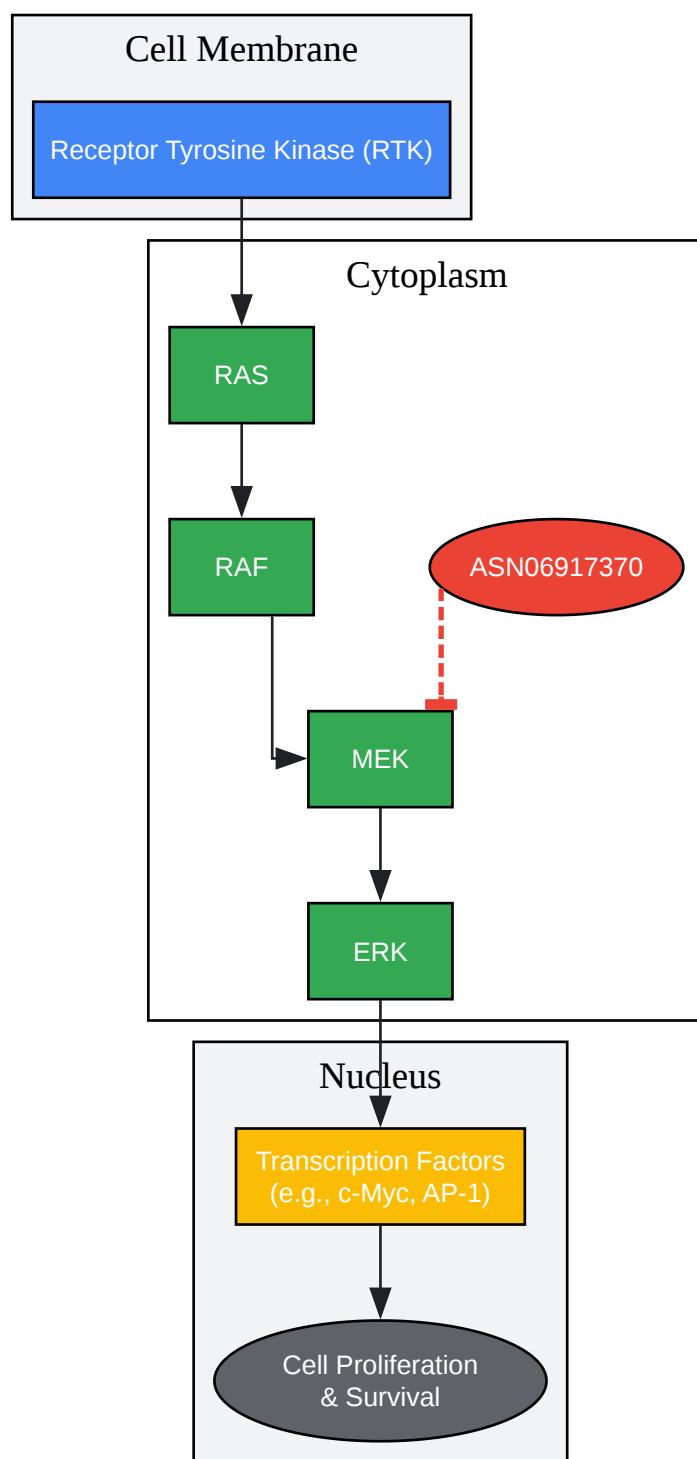 Cell Membrane
Receptor Tyrosine Kinase (RTK)
Cytoplasm
RAS
RAF
ASN06917370
MEK
ERK
Nucleus
Transcription Factors
(e.g., c-Myc, AP-1)
Cell Proliferation
& Survival